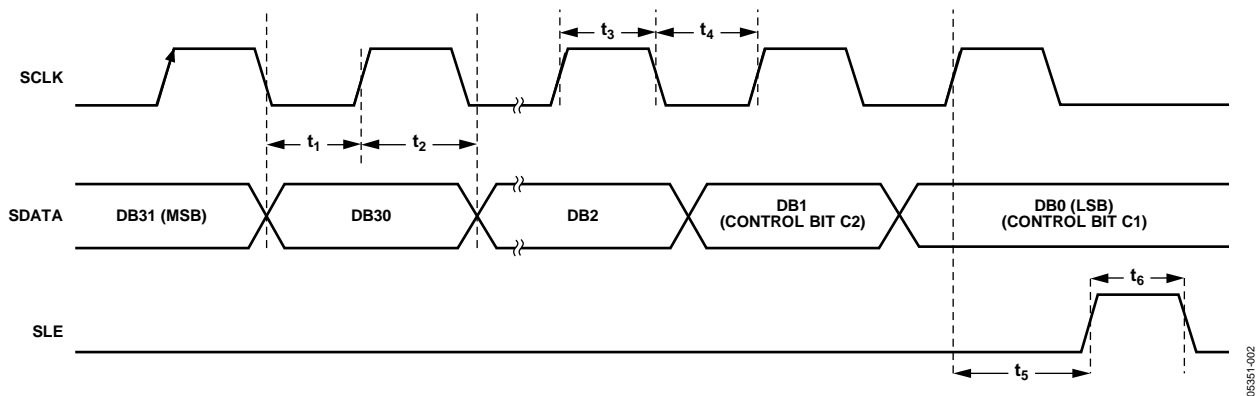 t3
t4
SCLK
t1
t2
SDATA
DB31 (MSB)
DB30
DB2
DB1
(CONTROL BIT C2)
DB0 (LSB)
(CONTROL BIT C1)
t6
SLE
t5
05351-002